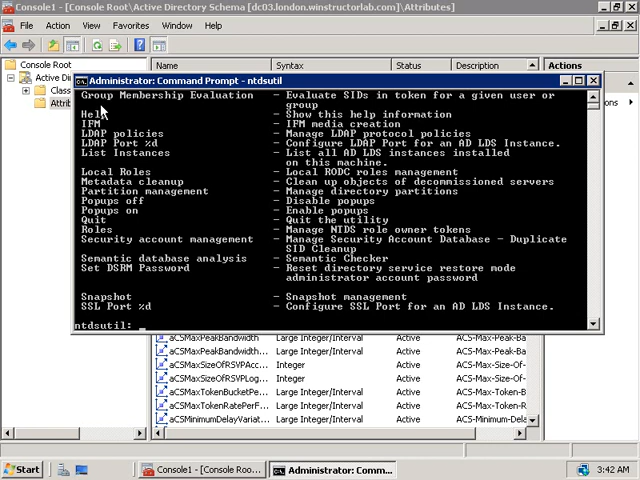 Console1 - [Console Root\Active Directory Schema [dc03.north.winstructorlab.com]\Attributes]
File Action View Favorites Window Help
Console Root
Name Syntax Status Description Actions
Active Di
Class
Attrib
Administrator: Command Prompt - ntdsutil
Group Membership Evaluation - Evaluate SIDs in token for a given user or
group
Help - Show this help information
IFM - IFM media creation
LDAP policies - Manage LDAP protocol policies
LDAP Port %d - Configure LDAP Port for an AD LDS Instance.
List Instances - List all AD LDS instances installed
on this machine.
Local Roles - Local RODC roles management
Metadata cleanup - Clean up objects of decommissioned servers
Partition management - Manage directory partitions
Popups off - Disable popups
Popups on - Enable popups
Quit - Quit the utility
Roles - Manage NTDS role owner tokens
Security account management - Manage Security Account Database - Duplicate
SID Cleanup
Semantic database analysis - Semantic Checker
Set DSRM Password - Reset directory service restore mode
administrator account password
Snapshot - Snapshot management
SSL Port %d - Configure SSL Port for an AD LDS Instance.
ntdsutil: _
aCSMaxPeakBandwidth Large Integer/Interval Active ACS-Max-Peak-Ba
aCSMaxPeakBandwidth... Large Integer/Interval Active ACS-Max-Peak-B
aCSMaxSizeOfRSVPAcc... Integer Active ACS-Max-Size-Of-
aCSMaxSizeOfRSVPLog... Integer Active ACS-Max-Size-Of-
aCSMaxTokenBucketPe... Large Integer/Interval Active ACS-Max-Token-B
aCSMaxTokenRatePerF... Large Integer/Interval Active ACS-Max-Token-R
aCSMinimumDelayVariat... Large Integer/Interval Active ACS-Minimum-Del
Start Console1 - [Console Roo... Administrator: Comm... 3:42 AM